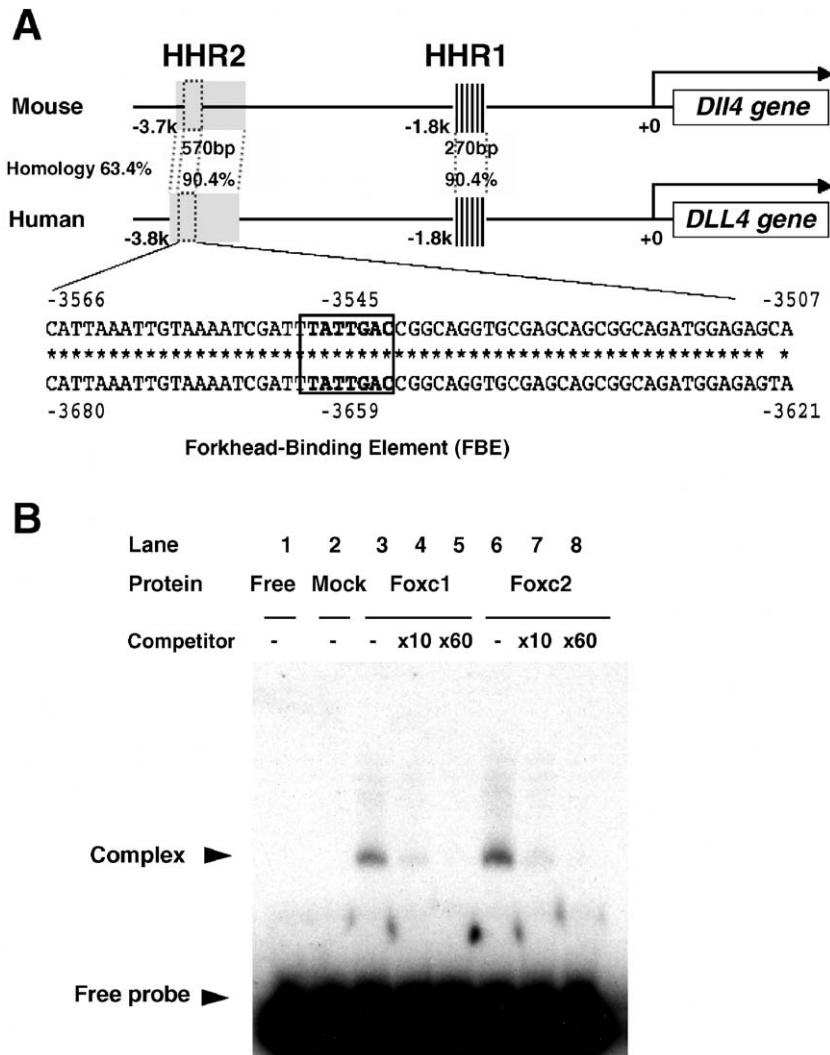 A
HHR2 HHR1
Mouse
-3.7k -1.8k +0 Dll4 gene
570bp 270bp
Homology 63.4%
90.4% 90.4%
Human
-3.8k -1.8k +0 DLL4 gene
-3566 -3545 -3507
CATTAAATTGTAAAATCGATTTATTGACCGGCAGGTGCGAGCAGCGGCAGATGGAGAGCA
*********************************************************** *
CATTAAATTGTAAAATCGATTTATTGACCGGCAGGTGCGAGCAGCGGCAGATGGAGAGTA
-3680 -3659 -3621
Forkhead-Binding Element (FBE)
B
Lane 1 2 3 4 5 6 7 8
Protein Free Mock Foxc1 Foxc2
Competitor - - - x10 x60 - x10 x60
Complex
Free probe